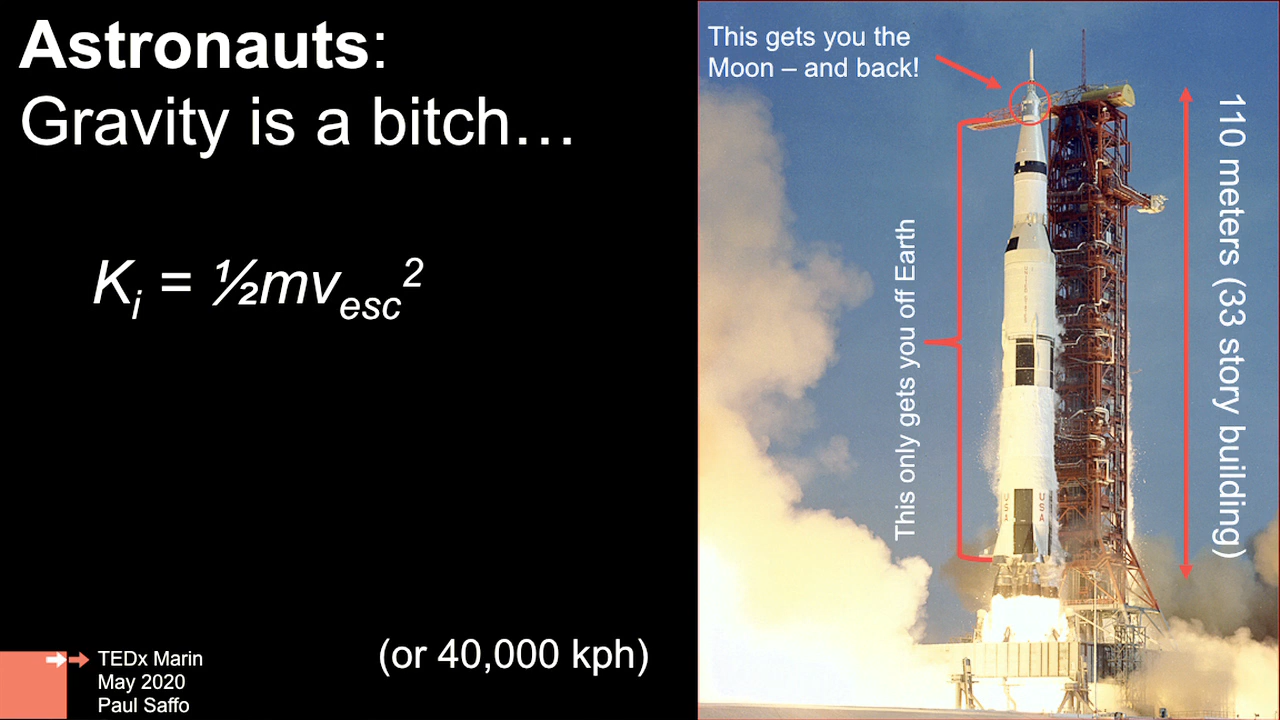 Astronauts:
Gravity is a bitch…
Kᵢ = ½mvₑsc²
(or 40,000 kph)
TEDx Marin
May 2020
Paul Saffo
This gets you the
Moon – and back!
This only gets you off Earth
110 meters (33 story building)
USA
USA